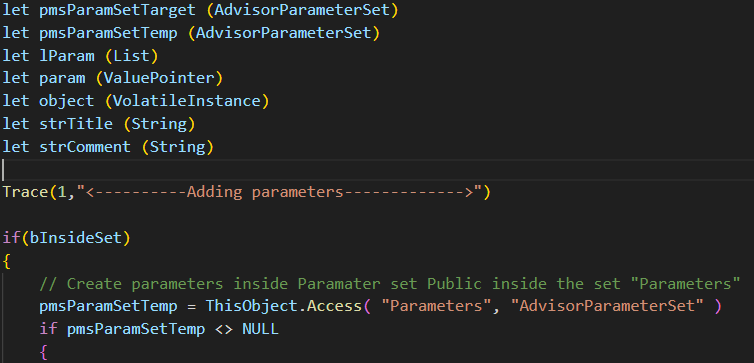 let pmsParamSetTarget (AdvisorParameterSet)
let pmsParamSetTemp (AdvisorParameterSet)
let lParam (List)
let param (ValuePointer)
let object (VolatileInstance)
let strTitle (String)
let strComment (String)
Trace(1,"<----------Adding parameters------------->")
if(bInsideSet)
{
// Create parameters inside Paramater set Public inside the set "Parameters"
pmsParamSetTemp = ThisObject.Access( "Parameters", "AdvisorParameterSet" )
if pmsParamSetTemp <> NULL
{